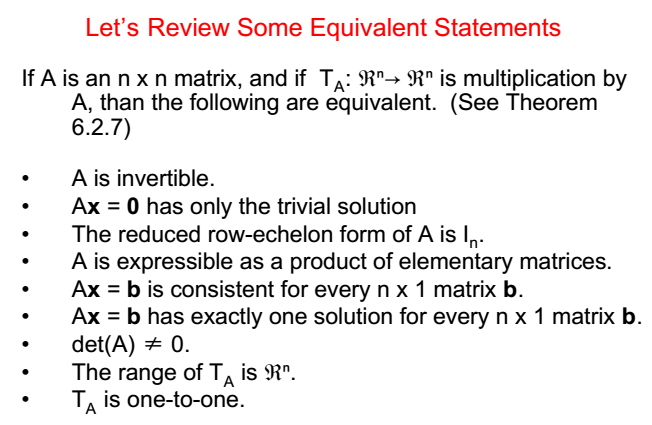 Let's Review Some Equivalent Statements
If A is an n x n matrix, and if T_A: ℜⁿ→ ℜⁿ is multiplication by
A, than the following are equivalent. (See Theorem
6.2.7)
• A is invertible.
• Ax = 0 has only the trivial solution
• The reduced row-echelon form of A is Iₙ.
• A is expressible as a product of elementary matrices.
• Ax = b is consistent for every n x 1 matrix b.
• Ax = b has exactly one solution for every n x 1 matrix b.
• det(A) ≠ 0.
• The range of T_A is ℜⁿ.
• T_A is one-to-one.